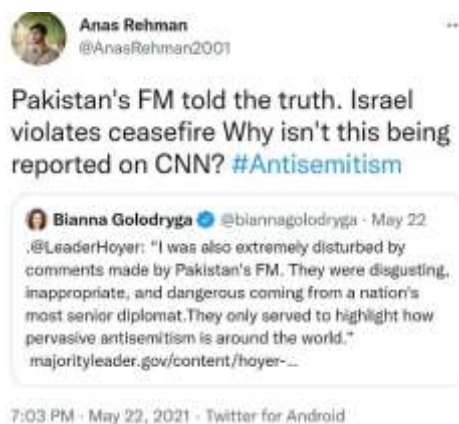 Anas Rehman
@AnasRehman2001
Pakistan's FM told the truth. Israel
violates ceasefire Why isn't this being
reported on CNN? #Antisemitism
Bianna Golodryga @biannagolodryga · May 22
.@LeaderHoyer: "I was also extremely disturbed by
comments made by Pakistan's FM. They were disgusting,
inappropriate, and dangerous coming from a nation's
most senior diplomat.They only served to highlight how
pervasive antisemitism is around the world."
majorityleader.gov/content/hoyer-...
7:03 PM · May 22, 2021 · Twitter for Android